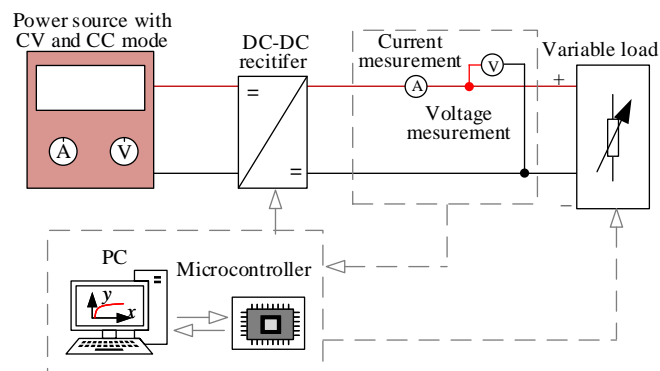 Power source with
CV and CC mode
A
V
DC-DC
recitifer
=
=
Current
mesurement
A
V
Voltage
mesurement
Variable load
+
−
PC
y
x
Microcontroller